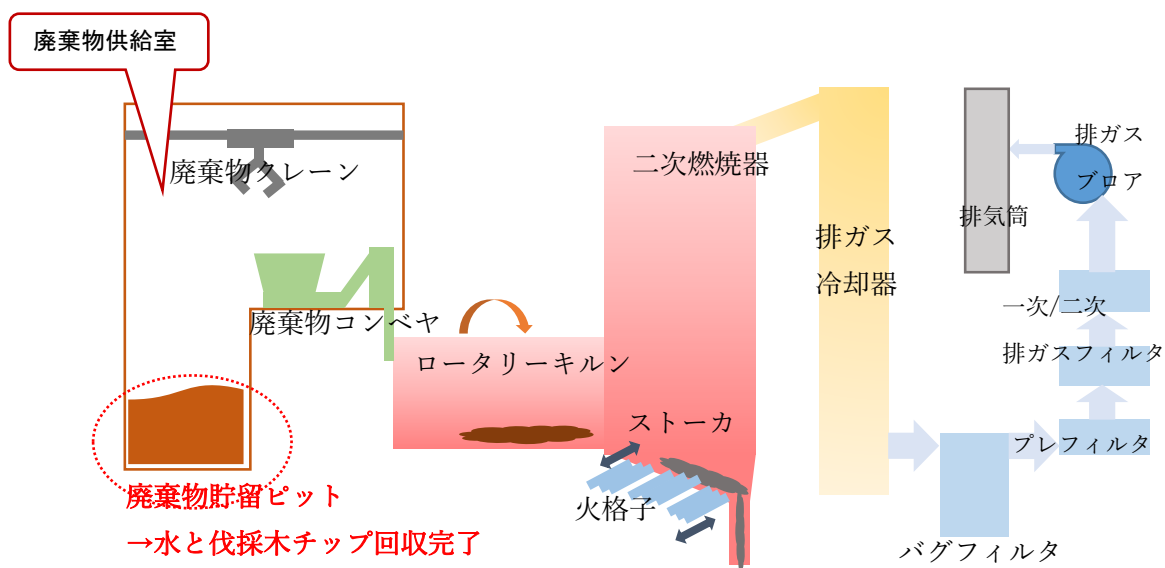 廃棄物供給室
廃棄物クレーン
二次燃焼器
排ガス
冷却器
排ガス
ブロア
排気筒
一次/二次
排ガスフィルタ
プレフィルタ
バグフィルタ
廃棄物コンベヤ
ロータリーキルン
ストーカ
火格子
廃棄物貯留ピット
→水と伐採木チップ回収完了